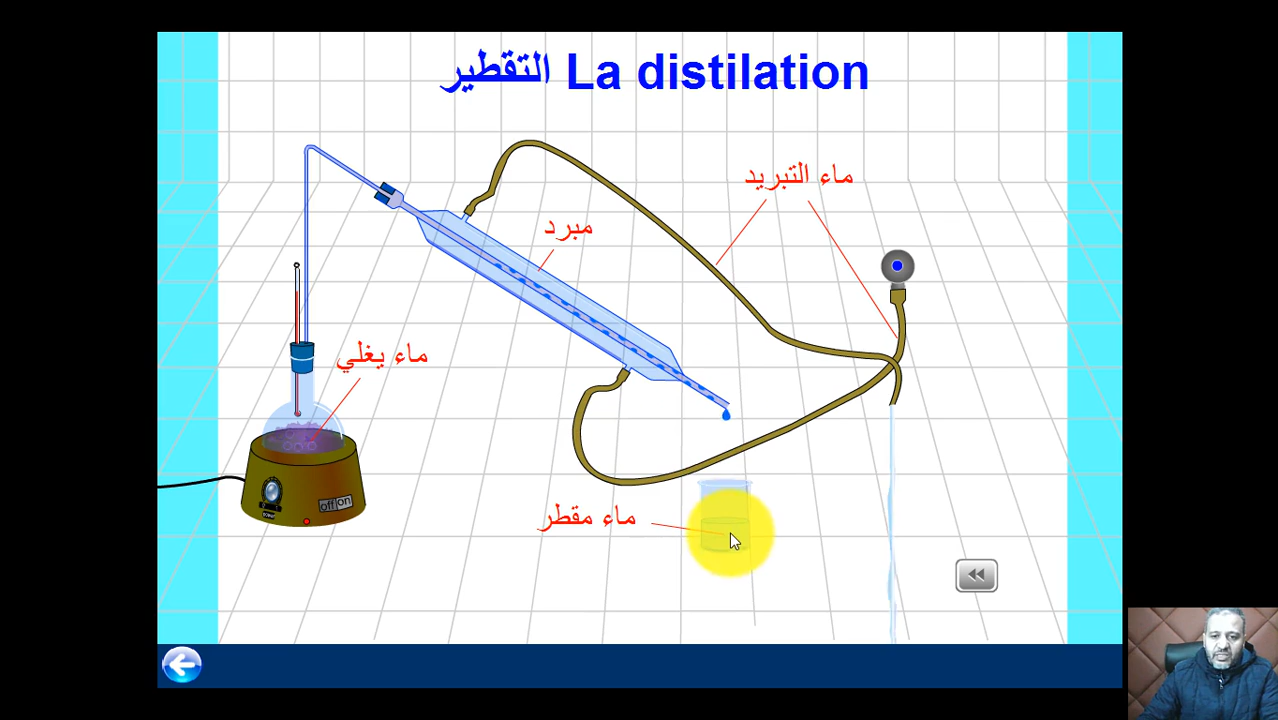 التقطير La distilation
ماء التبريد
مبرد
ماء يغلي
off on
ماء مقطر